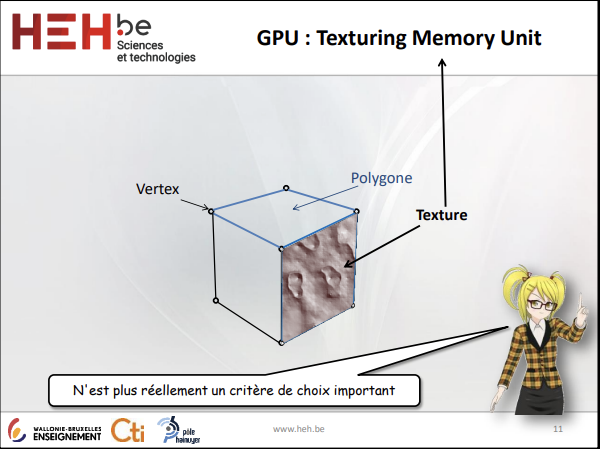 HEH.be
Sciences
et technologies
GPU : Texturing Memory Unit
Vertex
Polygone
Texture
N'est plus réellement un critère de choix important
WALLONIE-BRUXELLES
ENSEIGNEMENT
Cti
pôle
hainuyer
www.heh.be
11